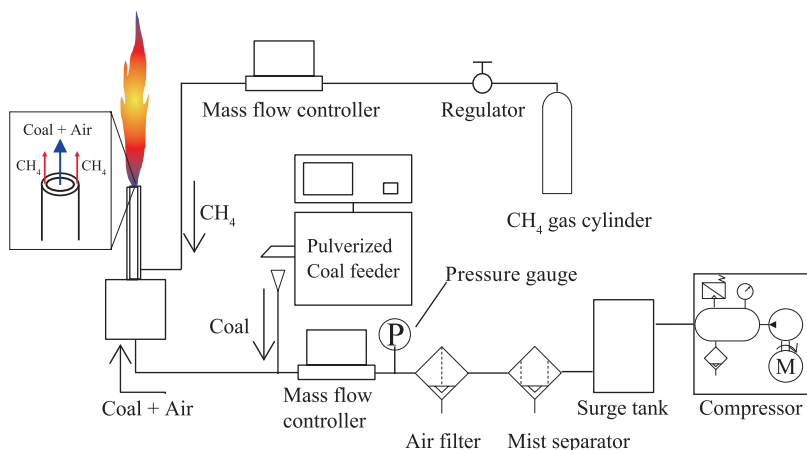 Coal + Air
CH₄
CH₄
Mass flow controller
Regulator
CH₄ gas cylinder
CH₄
Pulverized
Coal feeder
Pressure gauge
Coal
P
M
Coal + Air
Mass flow
controller
Air filter
Mist separator
Surge tank
Compressor